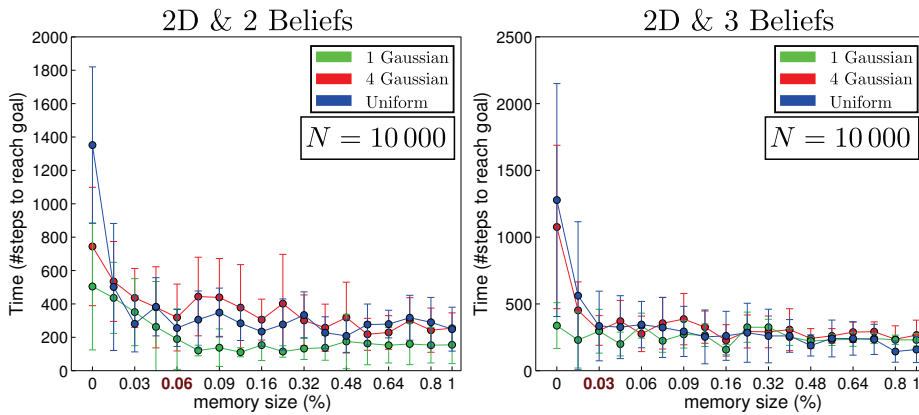 2D & 2 Beliefs
2000
1800
1600
1400
1200
1000
800
600
400
200
0
Time (#steps to reach goal)
1 Gaussian
4 Gaussian
Uniform
N = 10 000
0 0.03 0.06 0.09 0.16 0.32 0.48 0.64 0.8 1
memory size (%)
2D & 3 Beliefs
2500
2000
1500
1000
500
0
Time (#steps to reach goal)
1 Gaussian
4 Gaussian
Uniform
N = 10 000
0 0.03 0.06 0.09 0.16 0.32 0.48 0.64 0.8 1
memory size (%)